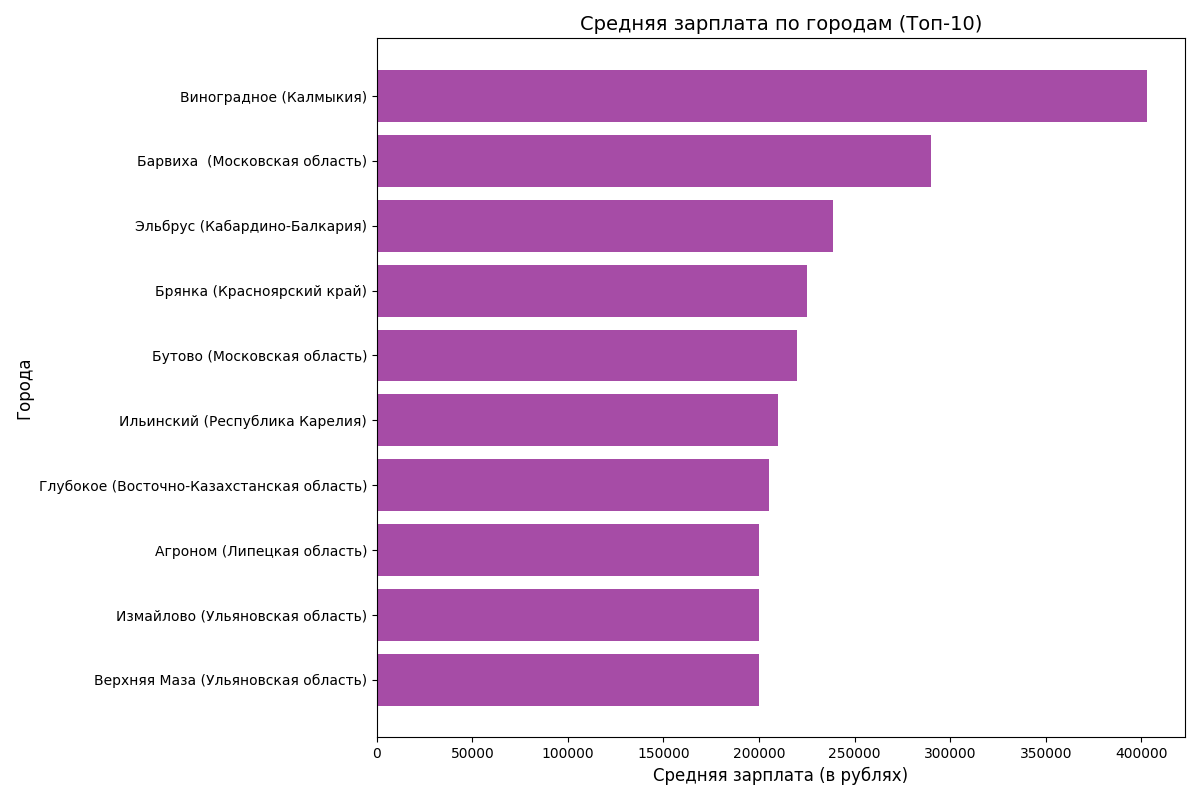 Средняя зарплата по городам (Топ-10)
Виноградное (Калмыкия)
Барвиха  (Московская область)
Эльбрус (Кабардино-Балкария)
Брянка (Красноярский край)
Бутово (Московская область)
Ильинский (Республика Карелия)
Глубокое (Восточно-Казахстанская область)
Агроном (Липецкая область)
Измайлово (Ульяновская область)
Верхняя Маза (Ульяновская область)
Города
0 50000 100000 150000 200000 250000 300000 350000 400000
Средняя зарплата (в рублях)